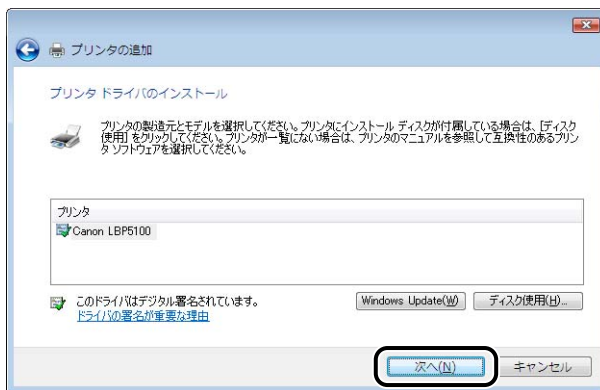 プリンタの追加
プリンタ ドライバのインストール
プリンタの製造元とモデルを選択してください。プリンタにインストール ディスクが付属している場合は、[ディスク
使用] をクリックしてください。プリンタが一覧にない場合は、プリンタのマニュアルを参照して互換性のあるプリン
タ ソフトウェアを選択してください。
プリンタ
Canon LBP5100
このドライバはデジタル署名されています。
ドライバの署名が重要な理由
Windows Update(W)
ディスク使用(H)...
次へ(N)
キャンセル